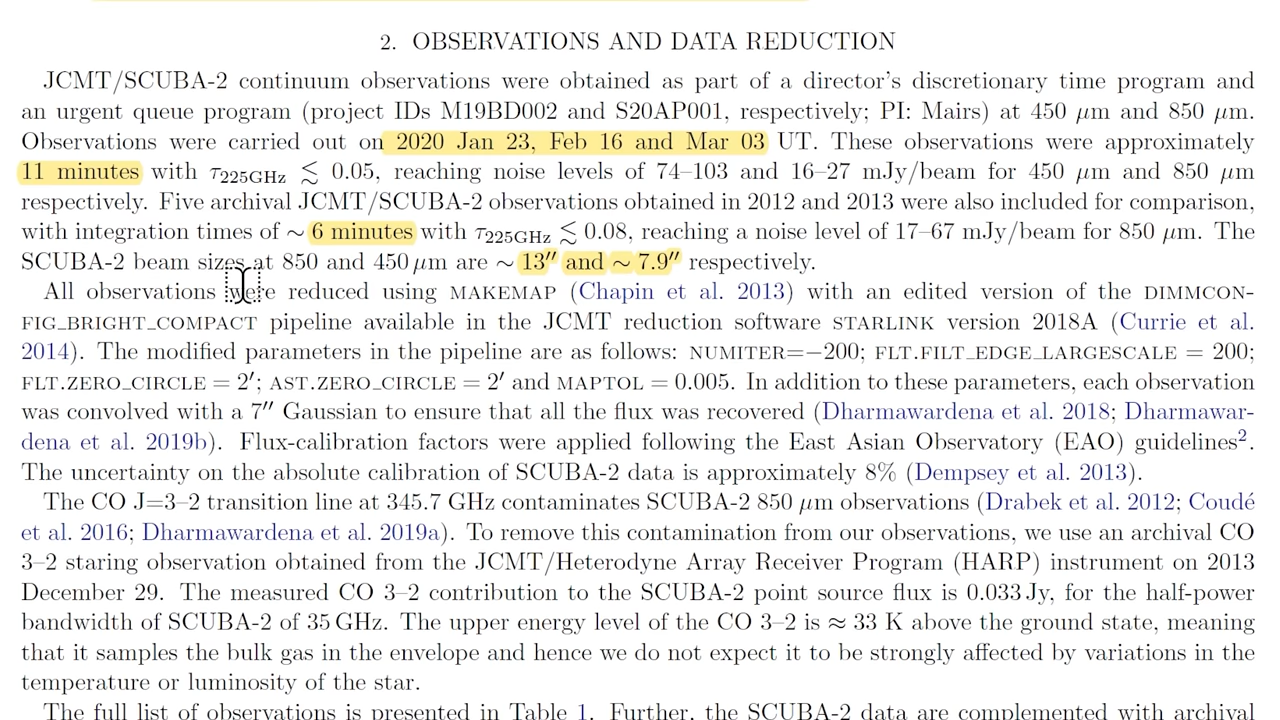 2. OBSERVATIONS AND DATA REDUCTION
JCMT/SCUBA-2 continuum observations were obtained as part of a director's discretionary time program and
an urgent queue program (project IDs M19BD002 and S20AP001, respectively; PI: Mairs) at 450 μm and 850 μm.
Observations were carried out on 2020 Jan 23, Feb 16 and Mar 03 UT. These observations were approximately
11 minutes with τ225GHz ≲ 0.05, reaching noise levels of 74–103 and 16–27 mJy/beam for 450 μm and 850 μm
respectively. Five archival JCMT/SCUBA-2 observations obtained in 2012 and 2013 were also included for comparison,
with integration times of ∼ 6 minutes with τ225GHz ≲ 0.08, reaching a noise level of 17–67 mJy/beam for 850 μm. The
SCUBA-2 beam sizes at 850 and 450 μm are ∼ 13″ and ∼ 7.9″ respectively.
All observations were reduced using MAKEMAP (Chapin et al. 2013) with an edited version of the DIMMCON-
FIG_BRIGHT_COMPACT pipeline available in the JCMT reduction software STARLINK version 2018A (Currie et al.
2014). The modified parameters in the pipeline are as follows: NUMITER=−200; FLT.FILT_EDGE_LARGESCALE = 200;
FLT.ZERO_CIRCLE = 2′; AST.ZERO_CIRCLE = 2′ and MAPTOL = 0.005. In addition to these parameters, each observation
was convolved with a 7″ Gaussian to ensure that all the flux was recovered (Dharmawardena et al. 2018; Dharmawar-
dena et al. 2019b). Flux-calibration factors were applied following the East Asian Observatory (EAO) guidelines².
The uncertainty on the absolute calibration of SCUBA-2 data is approximately 8% (Dempsey et al. 2013).
The CO J=3–2 transition line at 345.7 GHz contaminates SCUBA-2 850 μm observations (Drabek et al. 2012; Coudé
et al. 2016; Dharmawardena et al. 2019a). To remove this contamination from our observations, we use an archival CO
3–2 staring observation obtained from the JCMT/Heterodyne Array Receiver Program (HARP) instrument on 2013
December 29. The measured CO 3–2 contribution to the SCUBA-2 point source flux is 0.033 Jy, for the half-power
bandwidth of SCUBA-2 of 35 GHz. The upper energy level of the CO 3–2 is ≈ 33 K above the ground state, meaning
that it samples the bulk gas in the envelope and hence we do not expect it to be strongly affected by variations in the
temperature or luminosity of the star.
The full list of observations is presented in Table 1. Further, the SCUBA-2 data are complemented with archival